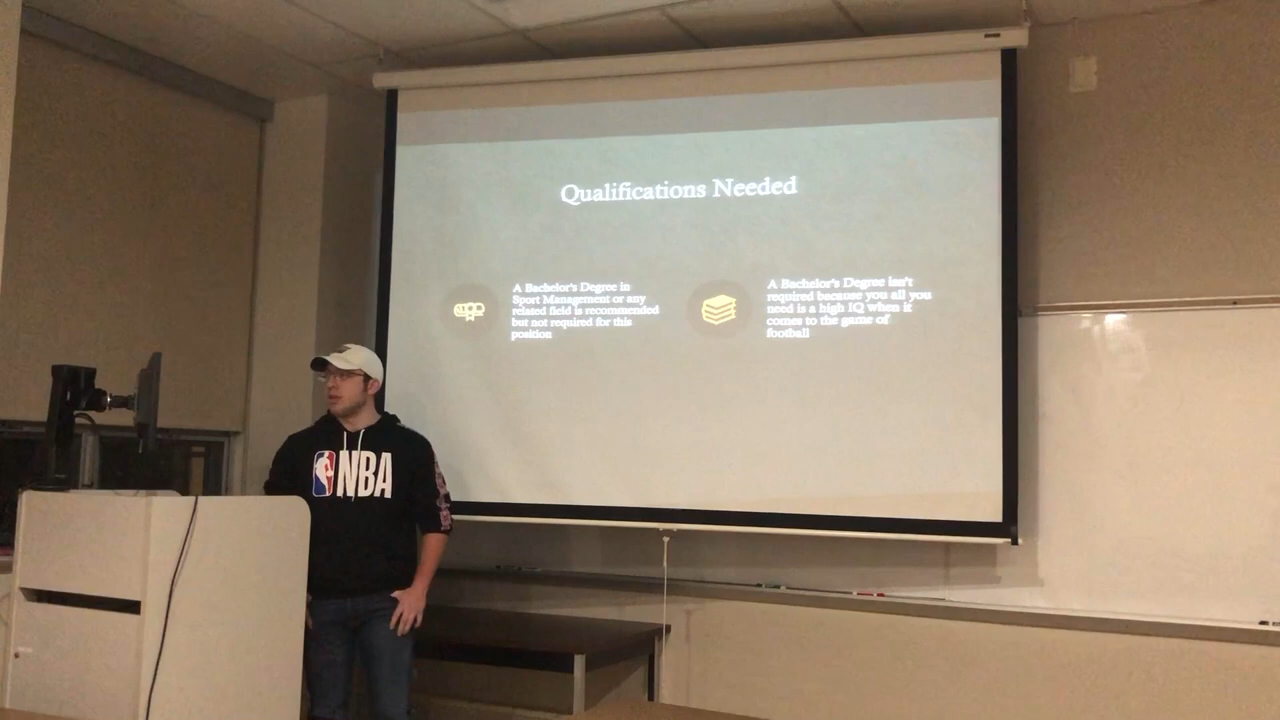 Qualifications Needed
A Bachelor's Degree in
Sport Management or any
related field is recommended
but not required for this
position
A Bachelor's Degree isn't
required because you all you
need is a high IQ when it
comes to the game of
football
NBA